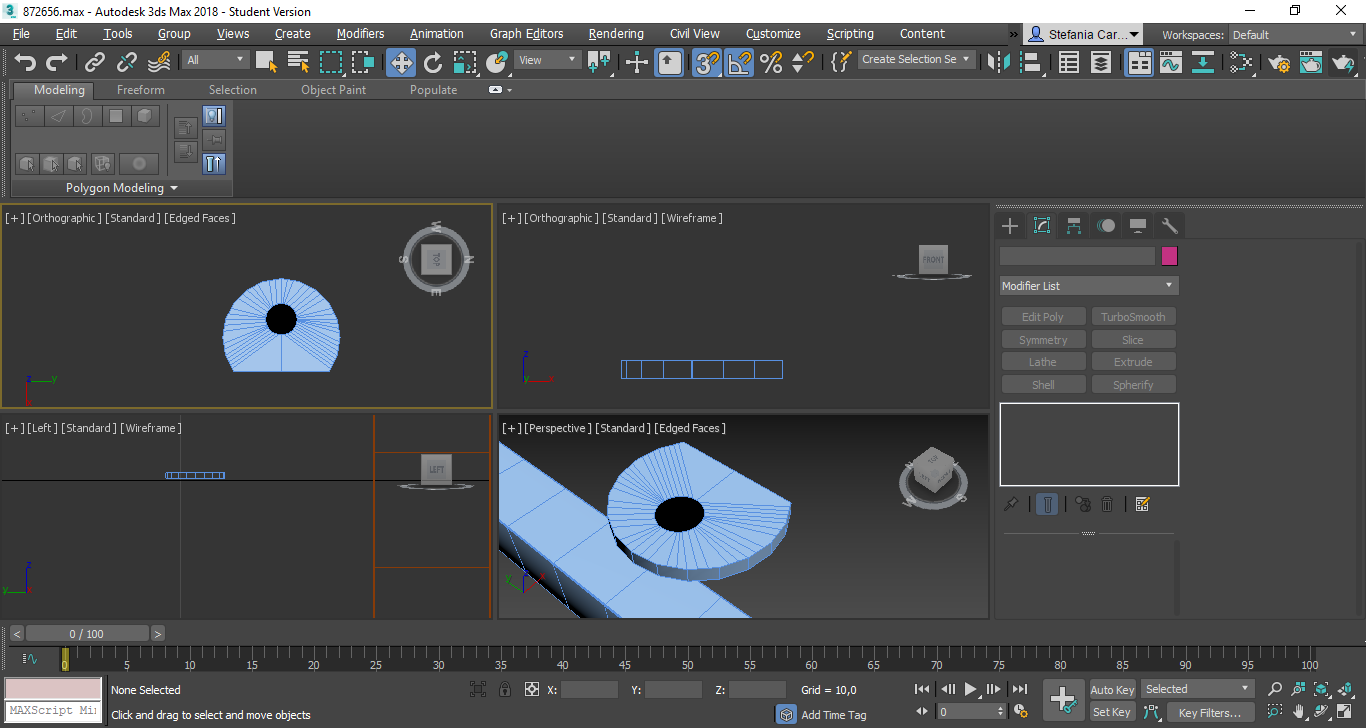 872656.max - Autodesk 3ds Max 2018 - Student Version
File Edit Tools Group Views Create Modifiers Animation Graph Editors Rendering Civil View Customize Scripting Content » Stefania Car... Workspaces: Default
All View 3 Create Selection Se
Modeling Freeform Selection Object Paint Populate
Polygon Modeling
[+] [Orthographic] [Standard] [Edged Faces]
[+] [Orthographic] [Standard] [Wireframe]
W
S TOP N
E
FRONT
z y
z
y x
Modifier List
Edit Poly TurboSmooth
Symmetry Slice
Lathe Extrude
Shell Spherify
[+] [Left] [Standard] [Wireframe]
[+] [Perspective] [Standard] [Edged Faces]
LEFT
TOP
W S
z
y
y
< 0 / 100 >
0 5 10 15 20 25 30 35 40 45 50 55 60 65 70 75 80 85 90 95 100
None Selected X: Y: Z: Grid = 10,0 Auto Key Selected
MAXScript Mi
Click and drag to select and move objects Add Time Tag 0 Set Key Key Filters...